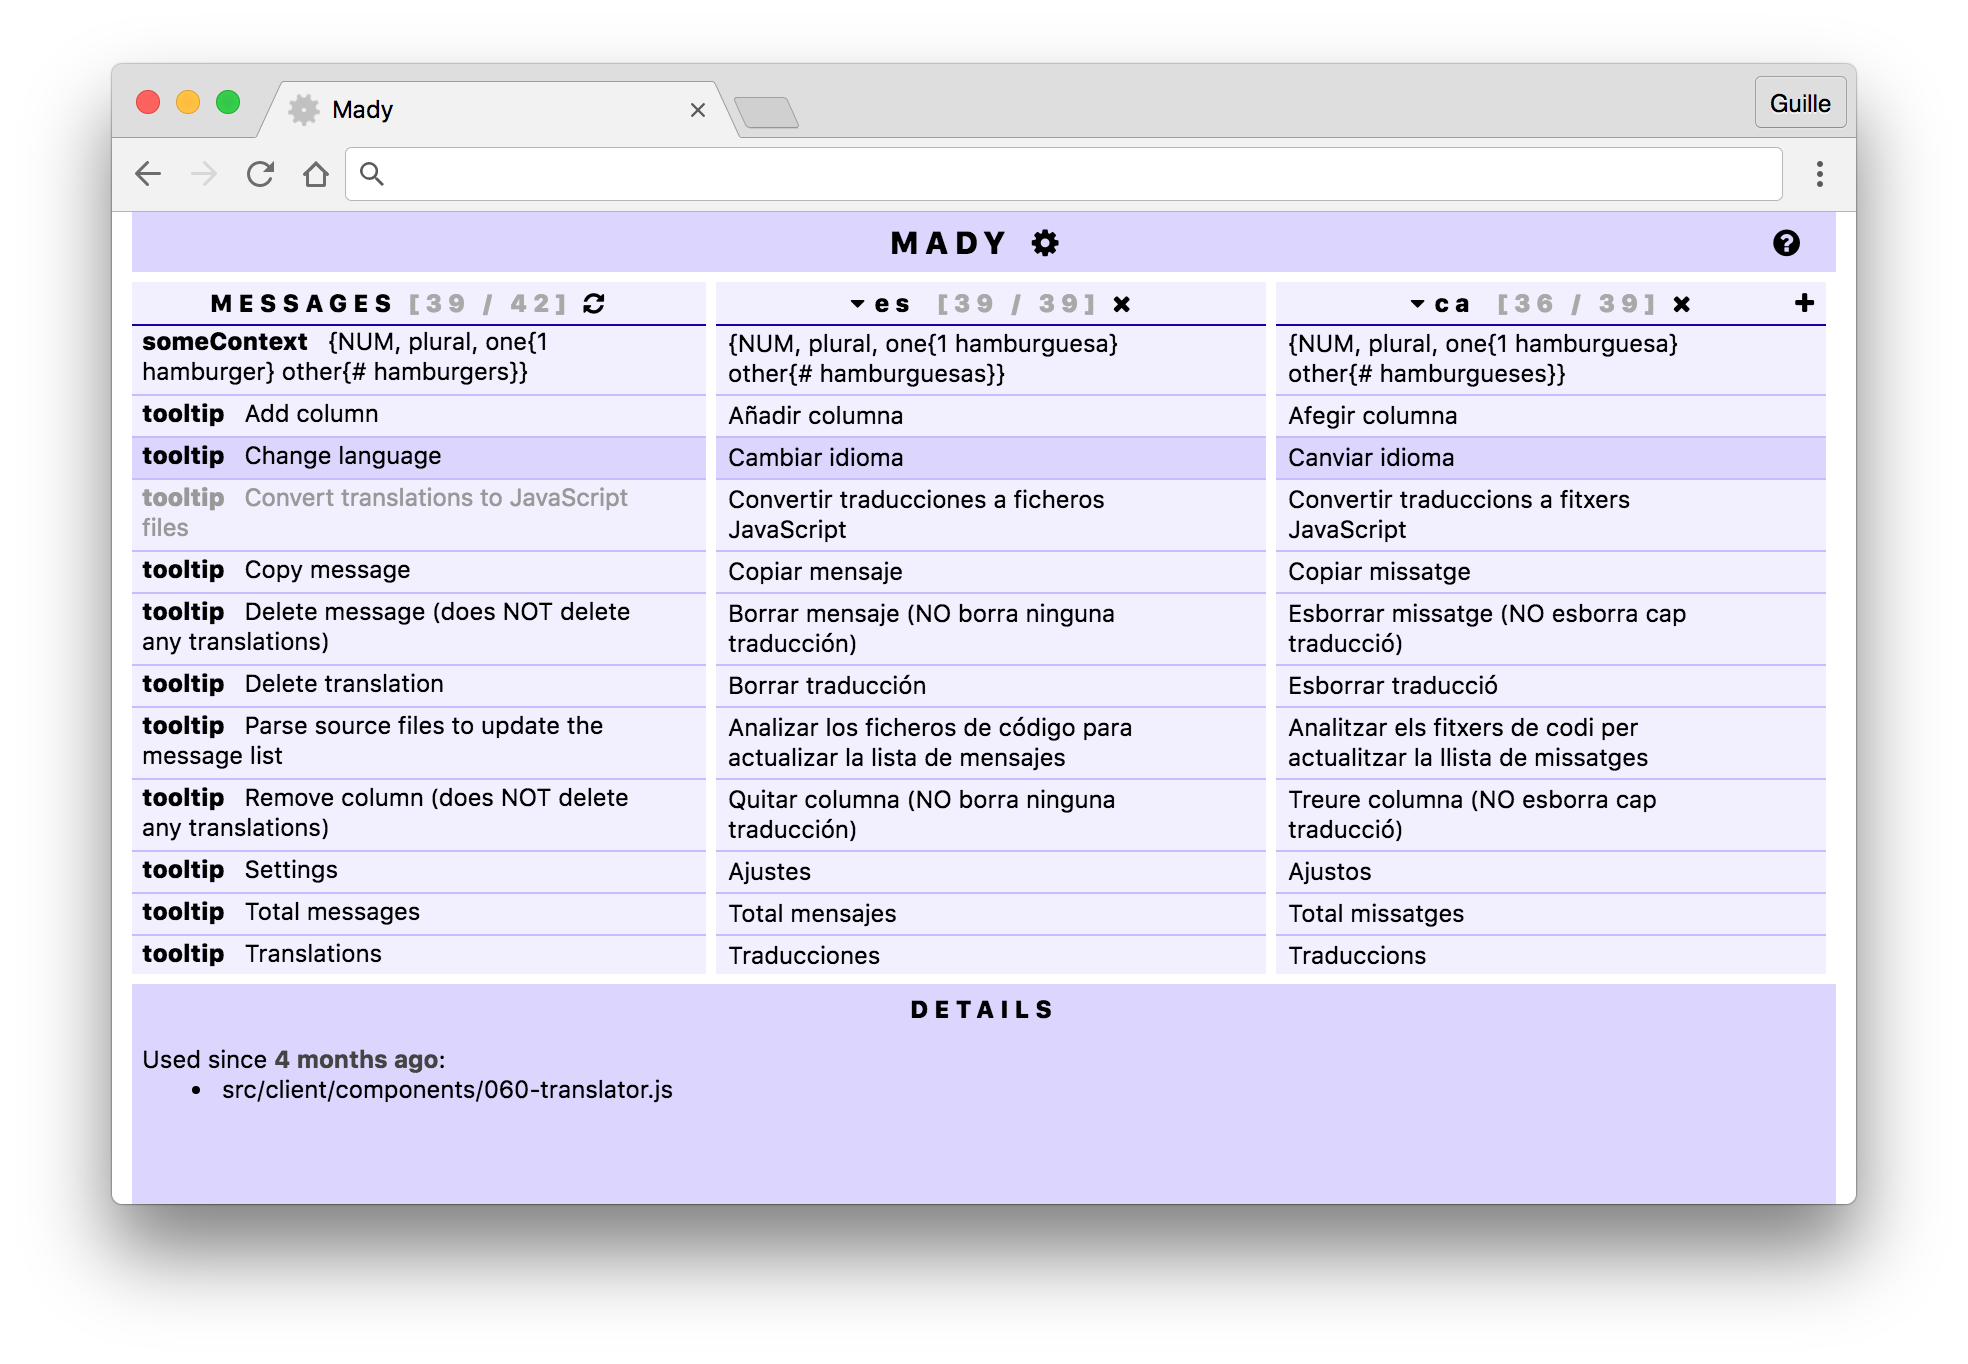 Mady
Guille
MADY
MESSAGES [39 / 42]
es [39 / 39]
ca [36 / 39]
someContext {NUM, plural, one{1
hamburger} other{# hamburgers}}
{NUM, plural, one{1 hamburguesa}
other{# hamburguesas}}
{NUM, plural, one{1 hamburguesa}
other{# hamburgueses}}
tooltip Add column
Añadir columna
Afegir columna
tooltip Change language
Cambiar idioma
Canviar idioma
tooltip Convert translations to JavaScript
files
Convertir traducciones a ficheros
JavaScript
Convertir traduccions a fitxers
JavaScript
tooltip Copy message
Copiar mensaje
Copiar missatge
tooltip Delete message (does NOT delete
any translations)
Borrar mensaje (NO borra ninguna
traducción)
Esborrar missatge (NO esborra cap
traducció)
tooltip Delete translation
Borrar traducción
Esborrar traducció
tooltip Parse source files to update the
message list
Analizar los ficheros de código para
actualizar la lista de mensajes
Analitzar els fitxers de codi per
actualitzar la llista de missatges
tooltip Remove column (does NOT delete
any translations)
Quitar columna (NO borra ninguna
traducción)
Treure columna (NO esborra cap
traducció)
tooltip Settings
Ajustes
Ajustos
tooltip Total messages
Total mensajes
Total missatges
tooltip Translations
Traducciones
Traduccions
DETAILS
Used since 4 months ago:
• src/client/components/060-translator.js